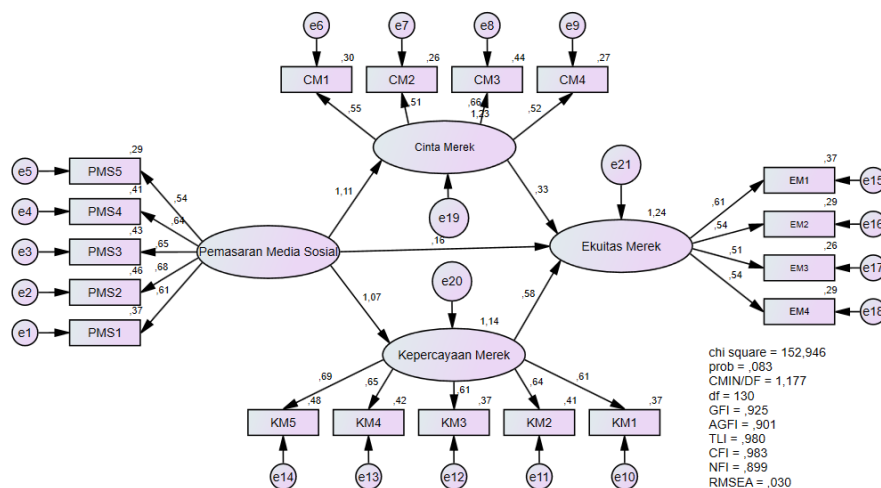 e6
e7
e8
e9
,30
,26
,44
,27
CM1
CM2
CM3
CM4
,55
,51
,66
,52
1,23
Cinta Merek
e19
e21
,29
e5
PMS5
,41
e4
PMS4
,43
e3
PMS3
,46
e2
PMS2
,37
e1
PMS1
,54
,64
,65
,68
,61
Pemasaran Media Sosial
1,11
,33
,16
1,07
,58
1,24
Ekuitas Merek
,61
,54
,51
,54
,37
EM1
e15
,29
EM2
e16
,26
EM3
e17
,29
EM4
e18
e20
1,14
Kepercayaan Merek
,69
,65
,61
,64
,61
,48
,42
,37
,41
,37
KM5
KM4
KM3
KM2
KM1
e14
e13
e12
e11
e10
chi square = 152,946
prob = ,083
CMIN/DF = 1,177
df = 130
GFI = ,925
AGFI = ,901
TLI = ,980
CFI = ,983
NFI = ,899
RMSEA = ,030